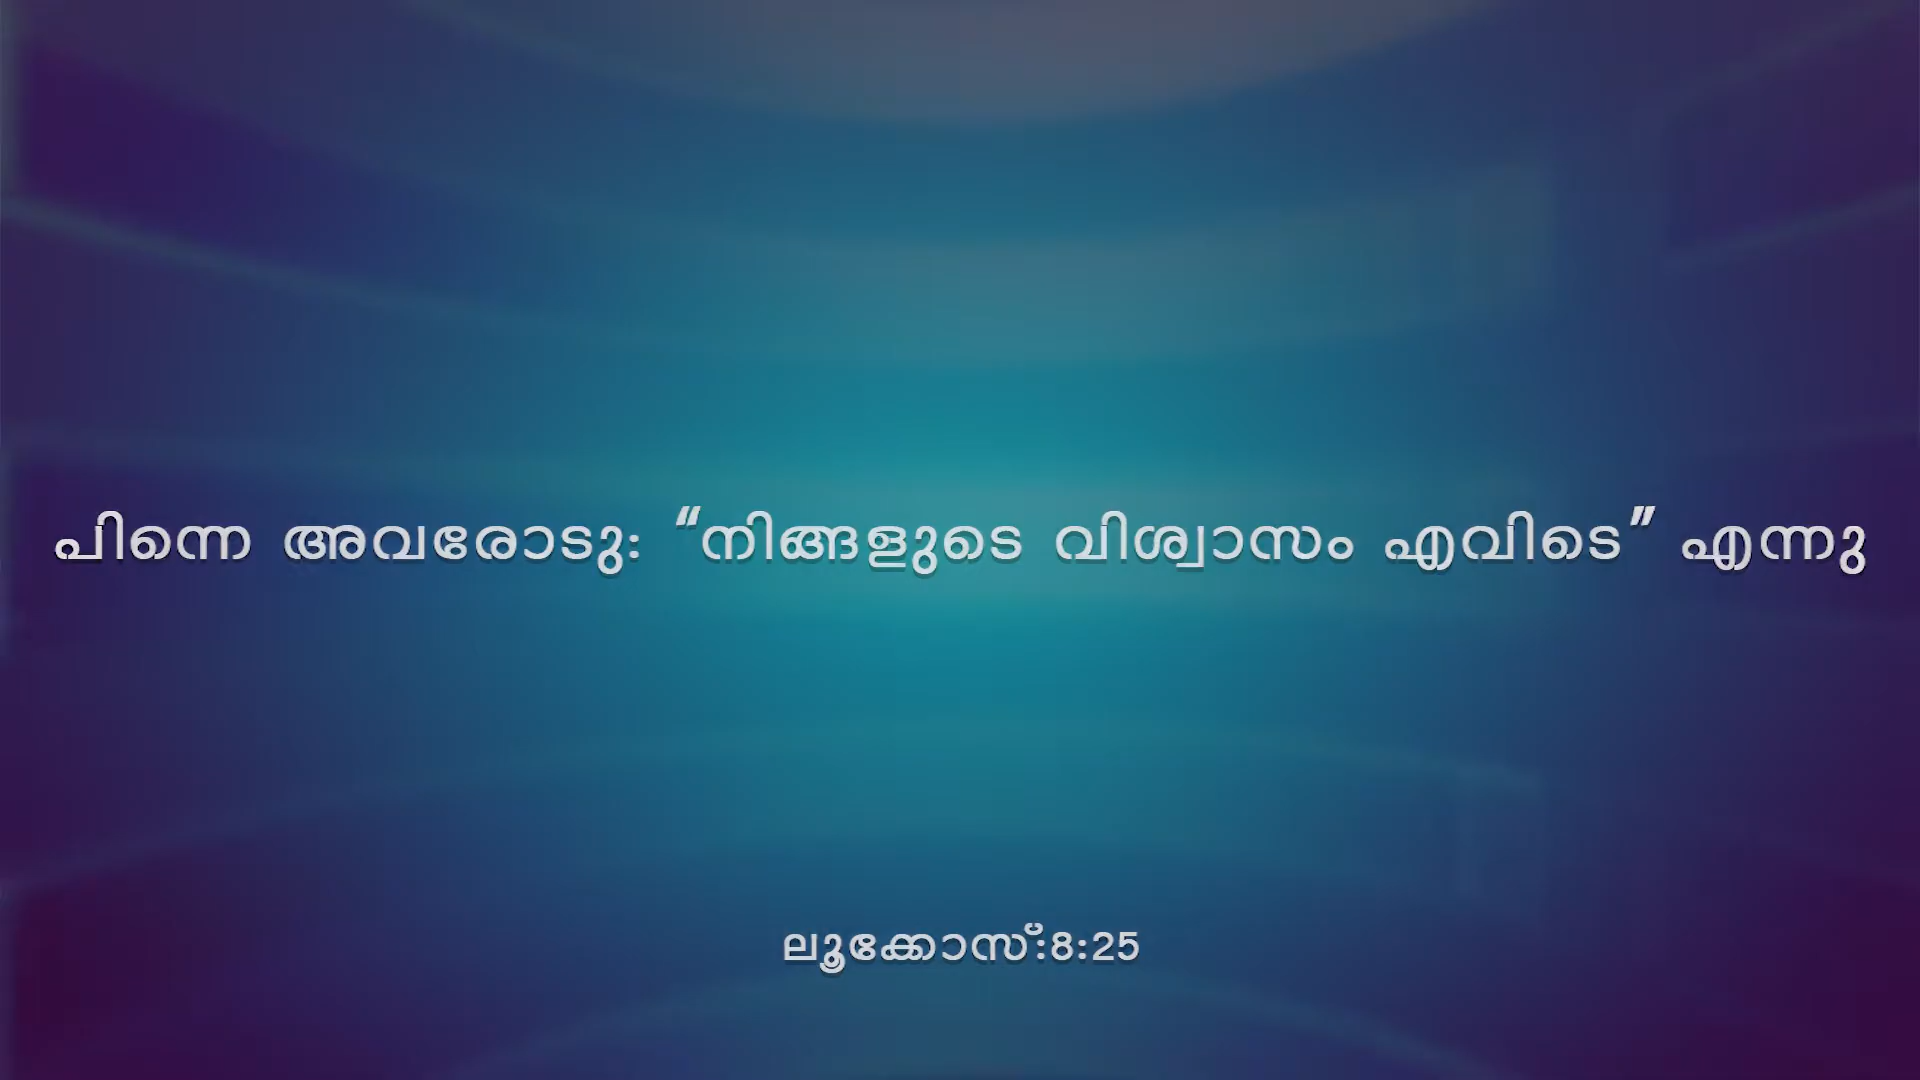 പിന്നെ അവരോടു: “നിങ്ങളുടെ വിശ്വാസം എവിടെ” എന്നു
ലൂക്കോസ്:8:25